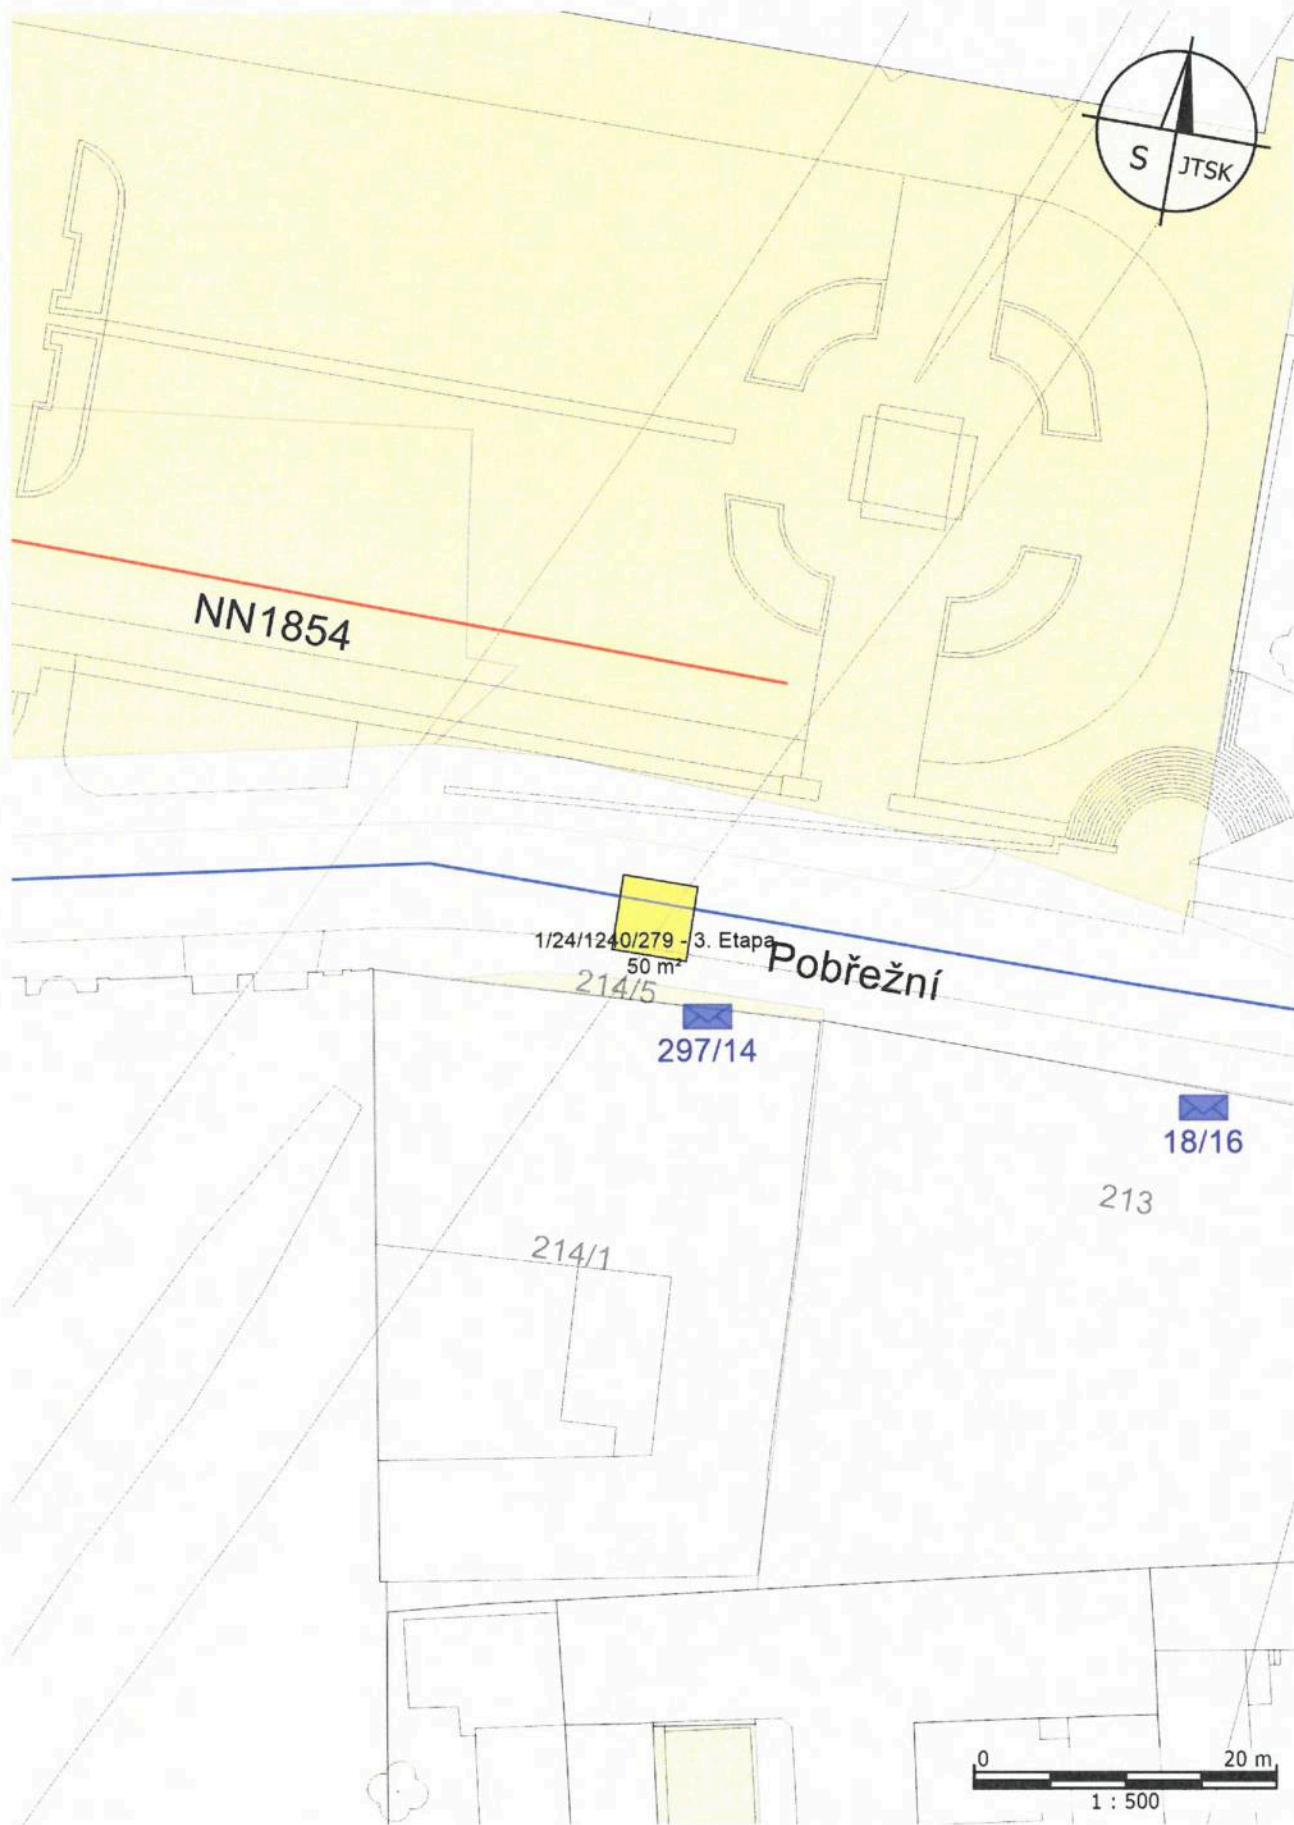 S JTSK
NN1854
1/24/1240/279 - 3. Etapa
50 m²
Pobřežní
214/5
297/14
18/16
213
214/1
0 20 m
1 : 500